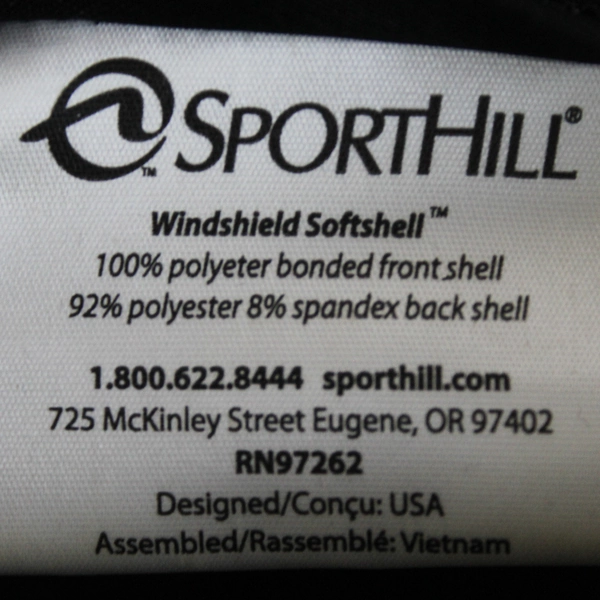 SPORTHILL®
™
Windshield Softshell™
100% polyeter bonded front shell
92% polyester 8% spandex back shell
1.800.622.8444 sporthill.com
725 McKinley Street Eugene, OR 97402
RN97262
Designed/Conçu: USA
Assembled/Rassemblé: Vietnam